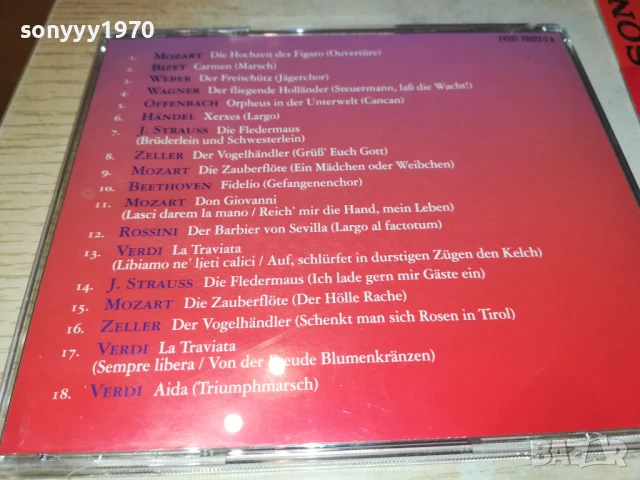 sonyyy1970
74321 70323 2 6
1. MOZART Die Hochzeit des Figaro (Ouvertüre)
2. BIZET Carmen (Marsch)
3. WEBER Der Freischütz (Jägerchor)
4. WAGNER Der fliegende Holländer (Steuermann, laß die Wacht!)
5. OFFENBACH Orpheus in der Unterwelt (Cancan)
6. HÄNDEL Xerxes (Largo)
7. J. STRAUSS Die Fledermaus
(Brüderlein und Schwesterlein)
8. ZELLER Der Vogelhändler (Grüß' Euch Gott)
9. MOZART Die Zauberflöte (Ein Mädchen oder Weibchen)
10. BEETHOVEN Fidelio (Gefangenenchor)
11. MOZART Don Giovanni
(Lasci darem la mano / Reich' mir die Hand, mein Leben)
12. ROSSINI Der Barbier von Sevilla (Largo al factotum)
13. VERDI La Traviata
(Libiamo ne' ljeti calici / Auf, schlürfet in durstigen Zügen den Kelch)
14. J. STRAUSS Die Fledermaus (Ich lade gern mir Gäste ein)
15. MOZART Die Zauberflöte (Der Hölle Rache)
16. ZELLER Der Vogelhändler (Schenkt man sich Rosen in Tirol)
17. VERDI La Traviata
(Sempre libera / Von der Freude Blumenkränzen)
18. VERDI Aida (Triumphmarsch)
BAZAR